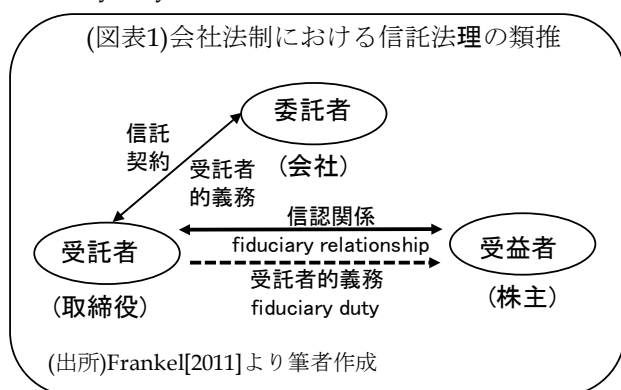 (図表1)会社法制における信託法理の類推
委託者
(会社)
信託
契約
受託者
的義務
信認関係
fiduciary relationship
受託者
(取締役)
受益者
(株主)
受託者的義務
fiduciary duty
(出所)Frankel[2011]より筆者作成